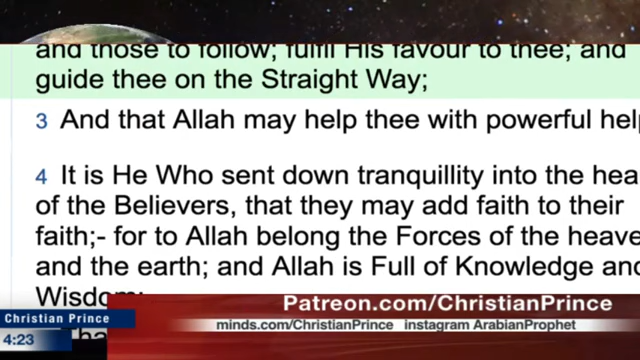 and those to follow; fulfil His favour to thee; and
guide thee on the Straight Way;
3 And that Allah may help thee with powerful help
4 It is He Who sent down tranquillity into the hea
of the Believers, that they may add faith to their
faith;- for to Allah belong the Forces of the heave
and the earth; and Allah is Full of Knowledge and
Wisdom;
Patreon.com/ChristianPrince
Christian Prince
minds.com/ChristianPrince instagram ArabianProphet
4:23